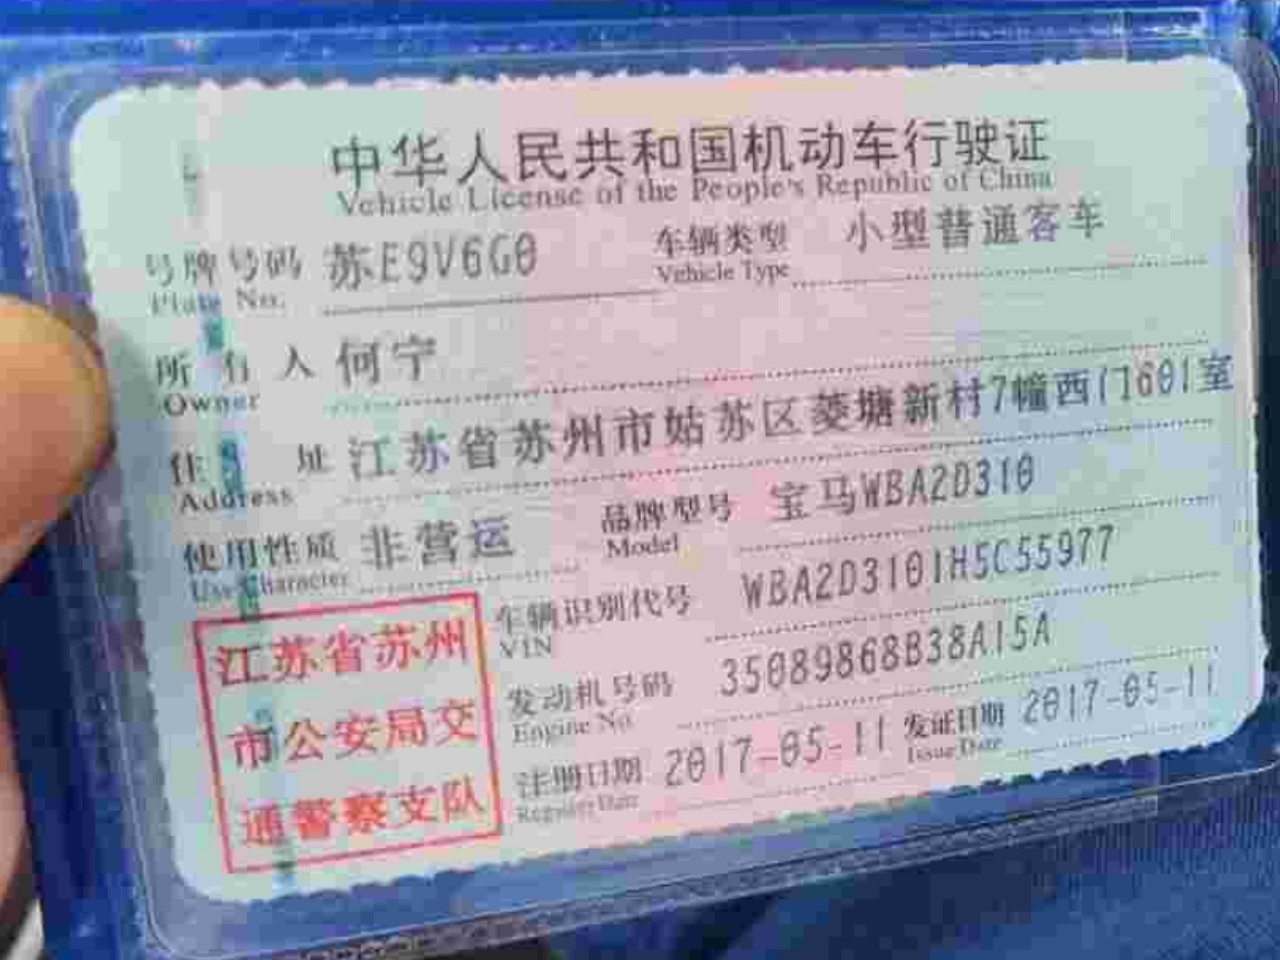 中华人民共和国机动车行驶证
Vehicle License of the People's Republic of China
号牌号码 苏E9V6G0 车辆类型 小型普通客车
Plate No. Vehicle Type
所有人 何宁
Owner
住址 江苏省苏州市姑苏区菱塘新村7幢西门601室
Address
使用性质 非营运 品牌型号 宝马WBA2D310
Use Character Model
车辆识别代号 WBA2D3101H5C55977
VIN
发动机号码 35089868B38A15A
Engine No.
注册日期 2017-05-11 发证日期 2017-05-11
Register Date Issue Date
江苏省苏州
市公安局交
通警察支队